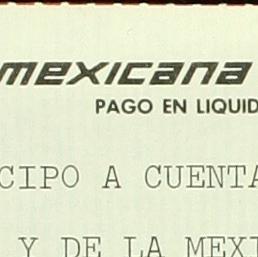 mexicana
PAGO EN LIQUID
CIPO A CUENTA
Y DE LA MEXI